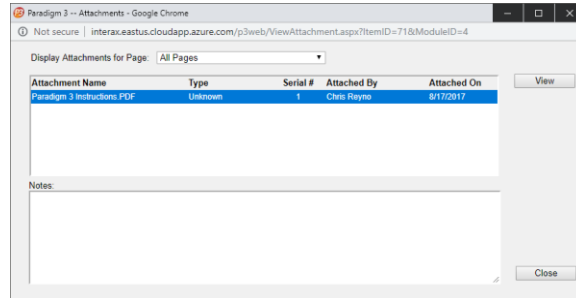 Paradigm 3 -- Attachments - Google Chrome
Not secure | interax.eastus.cloudapp.azure.com/p3web/ViewAttachment.aspx?ItemID=71&ModuleID=4
Display Attachments for Page: All Pages
Attachment Name Type Serial # Attached By Attached On View
Paradigm 3 Instructions.PDF Unknown 1 Chris Reyno 8/17/2017
Notes:
Close